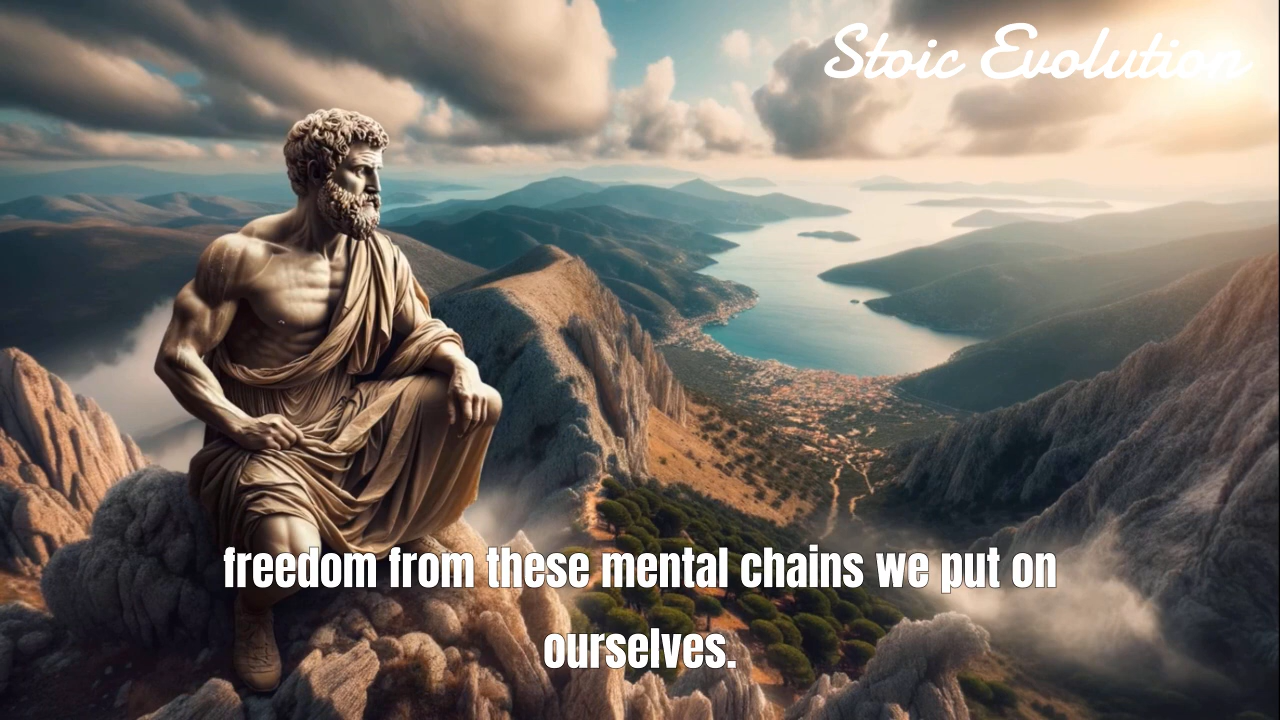 Stoic Evolution
freedom from these mental chains we put on
ourselves.